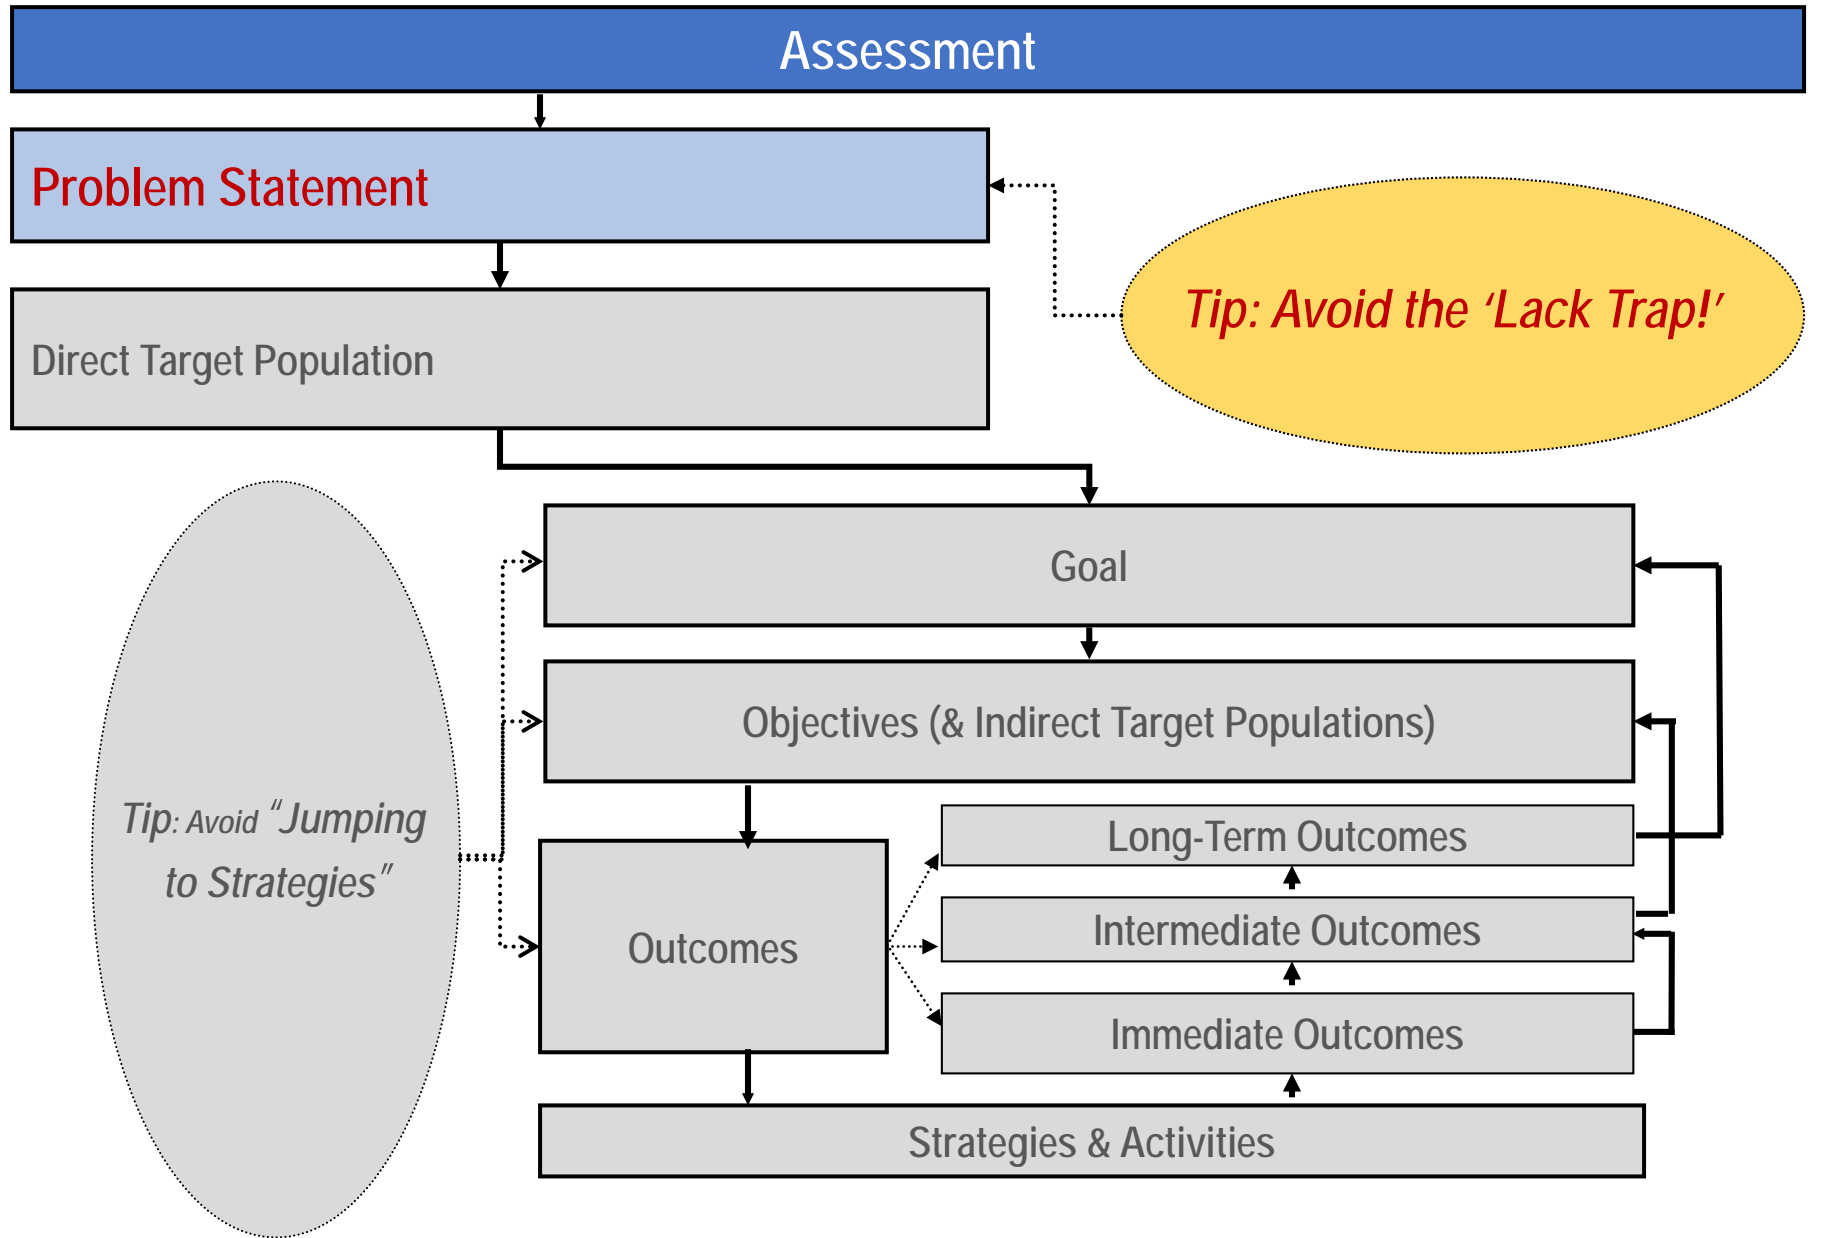 Assessment
Problem Statement
Tip: Avoid the ‘Lack Trap!’
Direct Target Population
Goal
Objectives (& Indirect Target Populations)
Tip: Avoid “Jumping
to Strategies”
Outcomes
Long-Term Outcomes
Intermediate Outcomes
Immediate Outcomes
Strategies & Activities